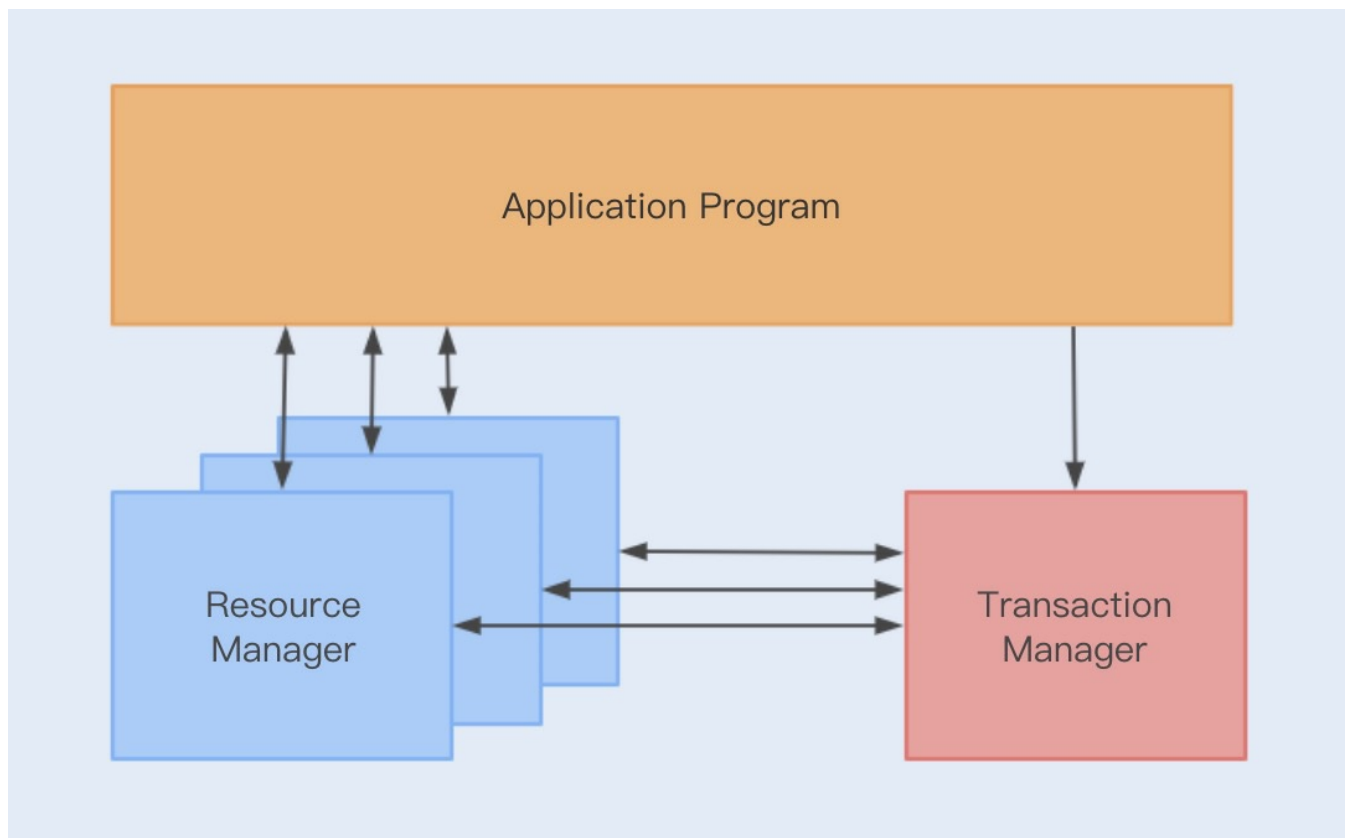 Application Program
Resource
Manager
Transaction
Manager